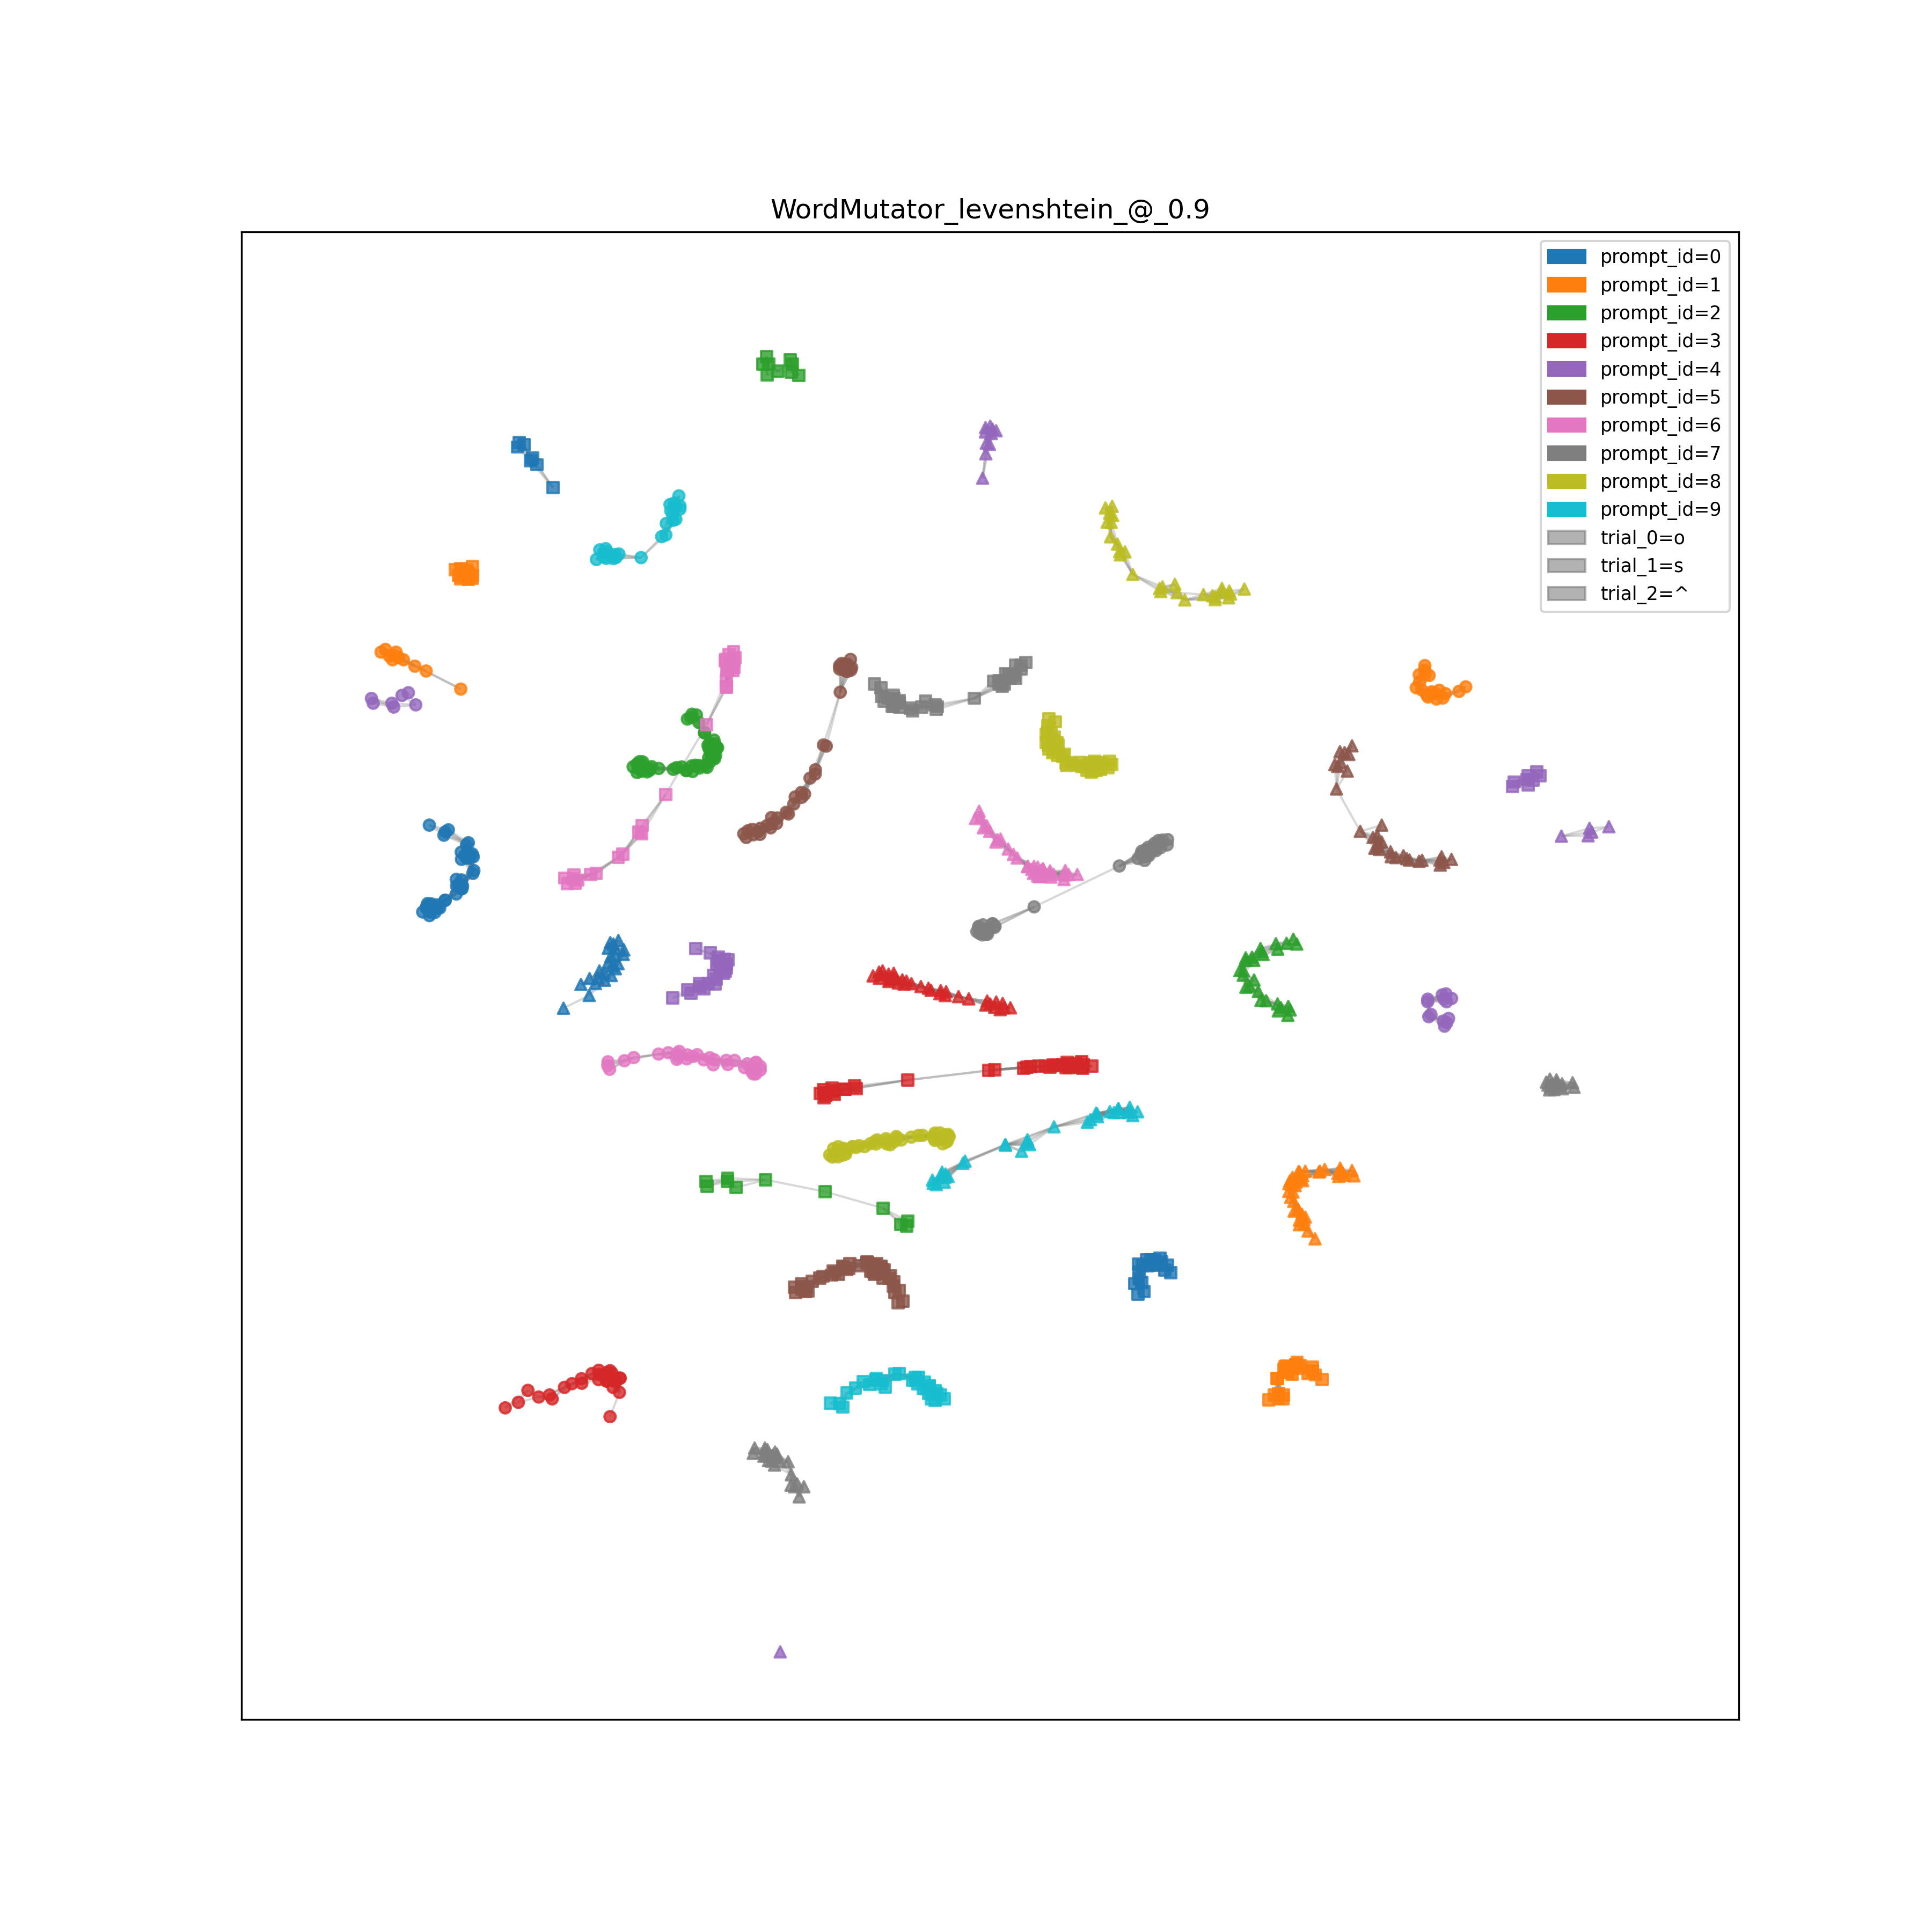 WordMutator_levenshtein_@_0.9
prompt_id=0
prompt_id=1
prompt_id=2
prompt_id=3
prompt_id=4
prompt_id=5
prompt_id=6
prompt_id=7
prompt_id=8
prompt_id=9
trial_0=o
trial_1=s
trial_2=^